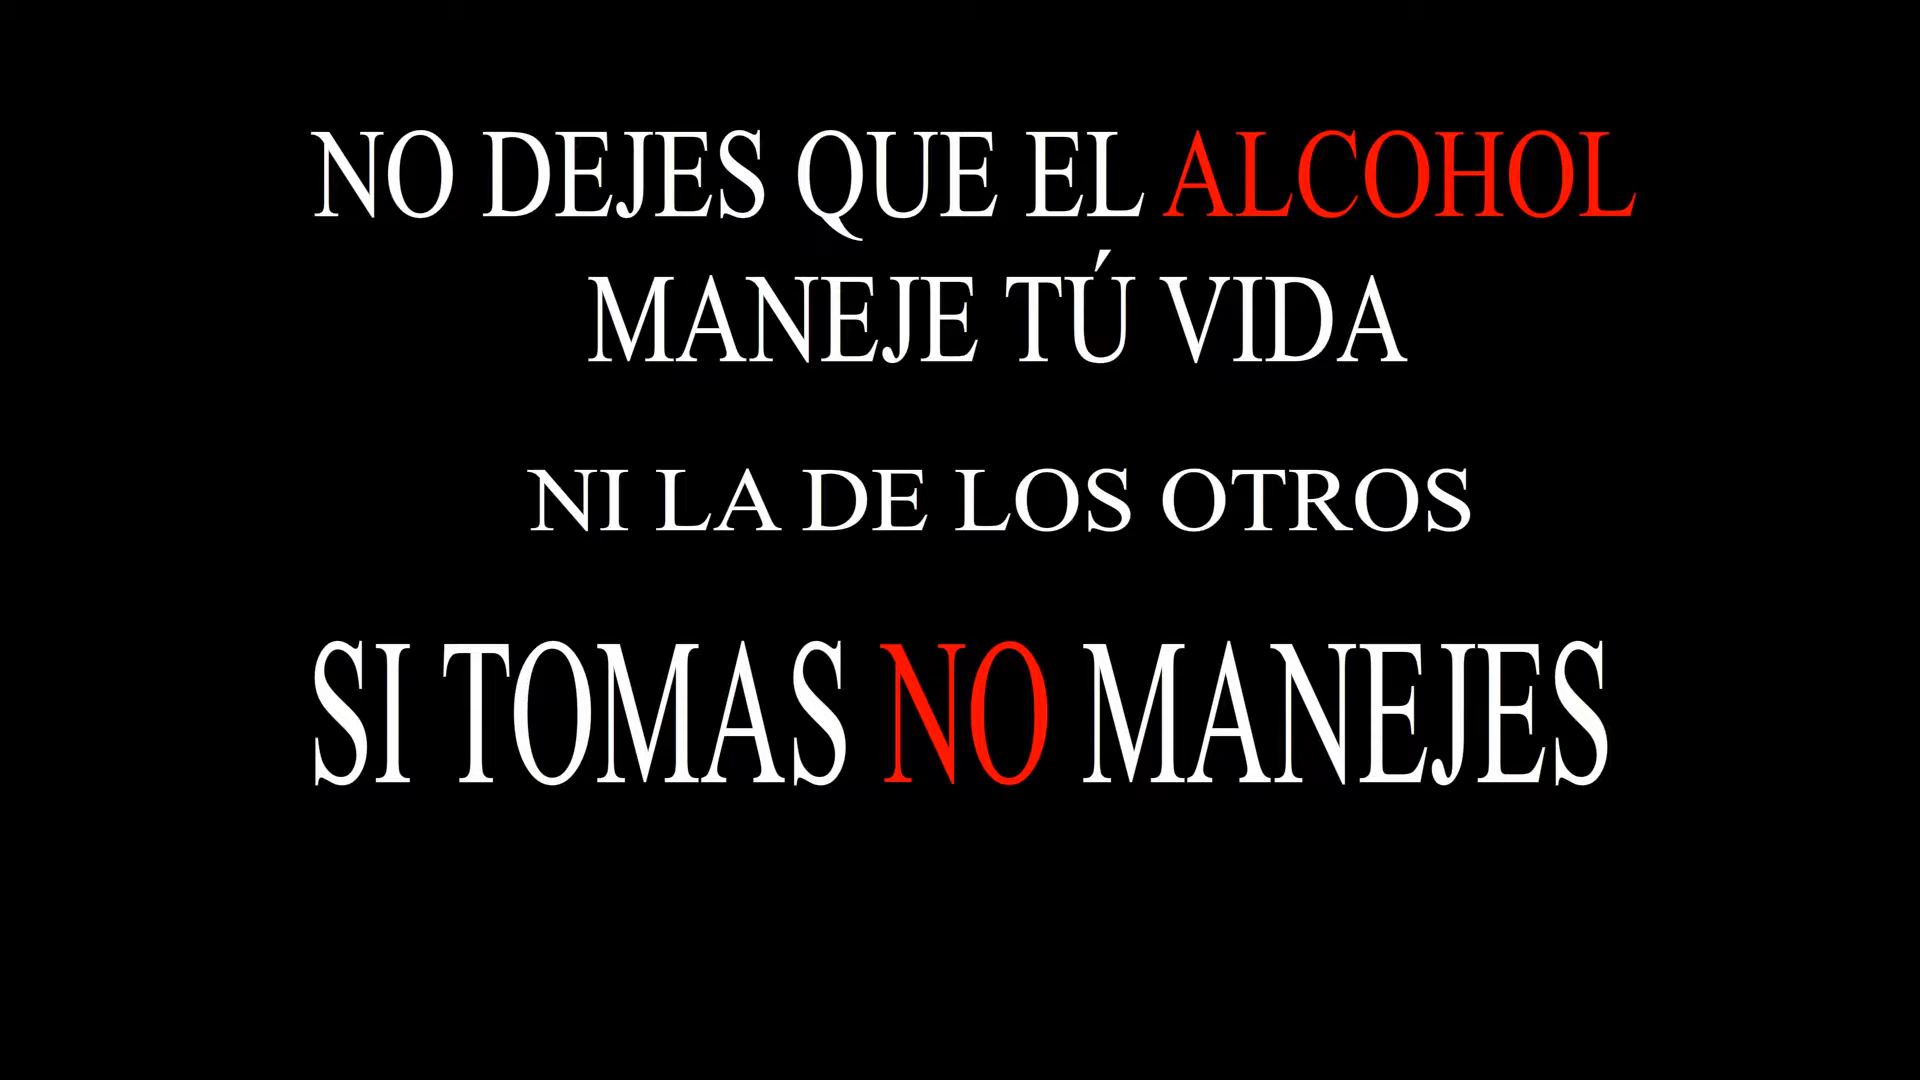 NO DEJES QUE EL ALCOHOL
MANEJE TÚ VIDA
NI LA DE LOS OTROS
SI TOMAS NO MANEJES